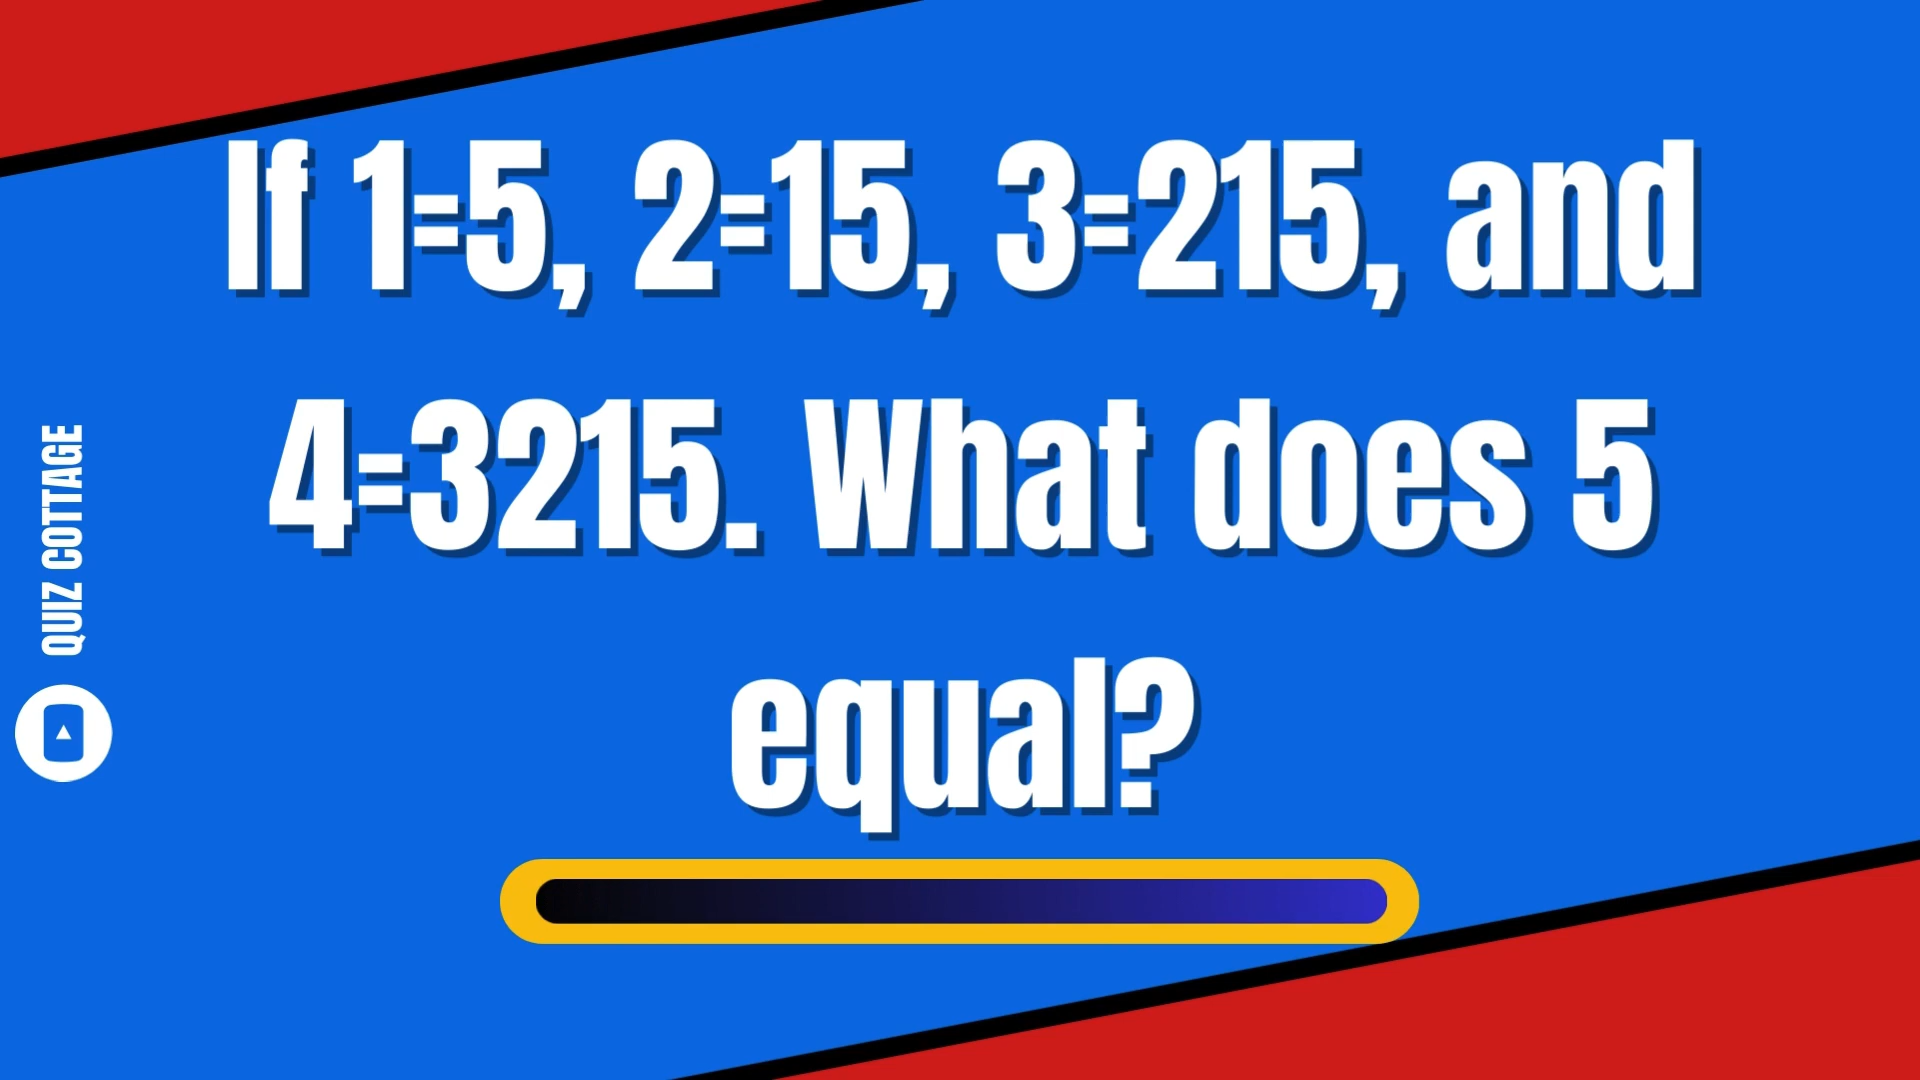 If 1=5, 2=15, 3=215, and
4=3215. What does 5
equal?
QUIZ COTTAGE